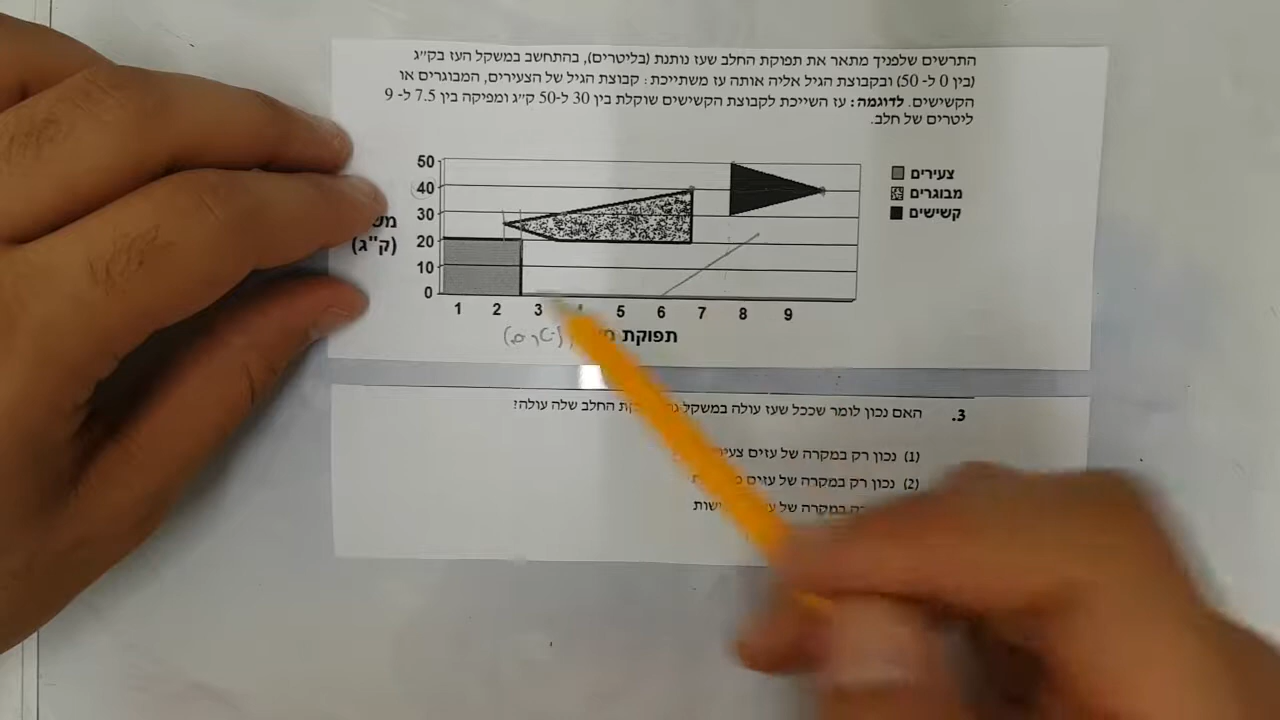 התרשים שלפניך מתאר את תפוקת החלב שעז נותנת (בליטרים), בהתחשב במשקל העז בק״ג
(בין 0 ל- 50) ובקבוצת הגיל אליה אותה עז משתייכת: קבוצת הגיל של הצעירים, המבוגרים או
הקשישים. לדוגמה: עז השייכת לקבוצת הקשישים שוקלת בין 30 ל-50 ק״ג ומפיקה בין 7.5 ל- 9
ליטרים של חלב.
צעירים
מבוגרים
קשישים
50
40
30
20
10
0
(ק"ג)
1 2 3 5 6 7 8 9
תפוקת
3. האם נכון לומר שככל שעז עולה במשקל החלב שלה עולה?
(1) נכון רק במקרה של עזים
(2) נכון רק במקרה של עזים
במקרה של